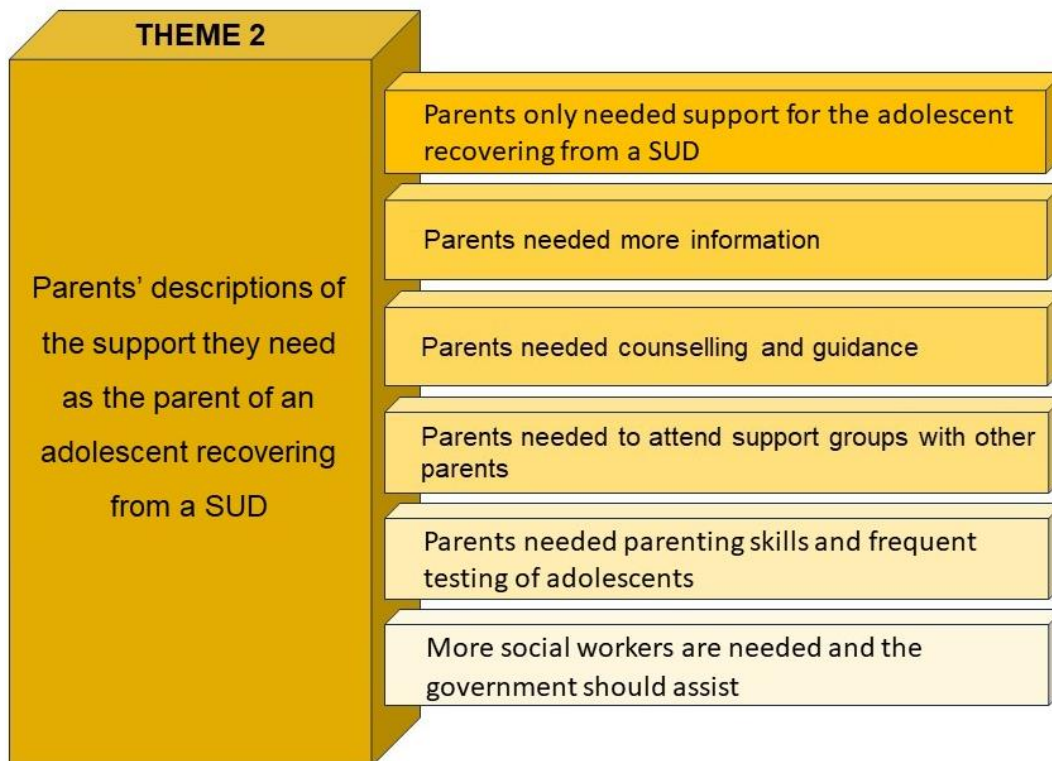 THEME 2
Parents’ descriptions of
the support they need
as the parent of an
adolescent recovering
from a SUD
Parents only needed support for the adolescent
recovering from a SUD
Parents needed more information
Parents needed counselling and guidance
Parents needed to attend support groups with other
parents
Parents needed parenting skills and frequent
testing of adolescents
More social workers are needed and the
government should assist